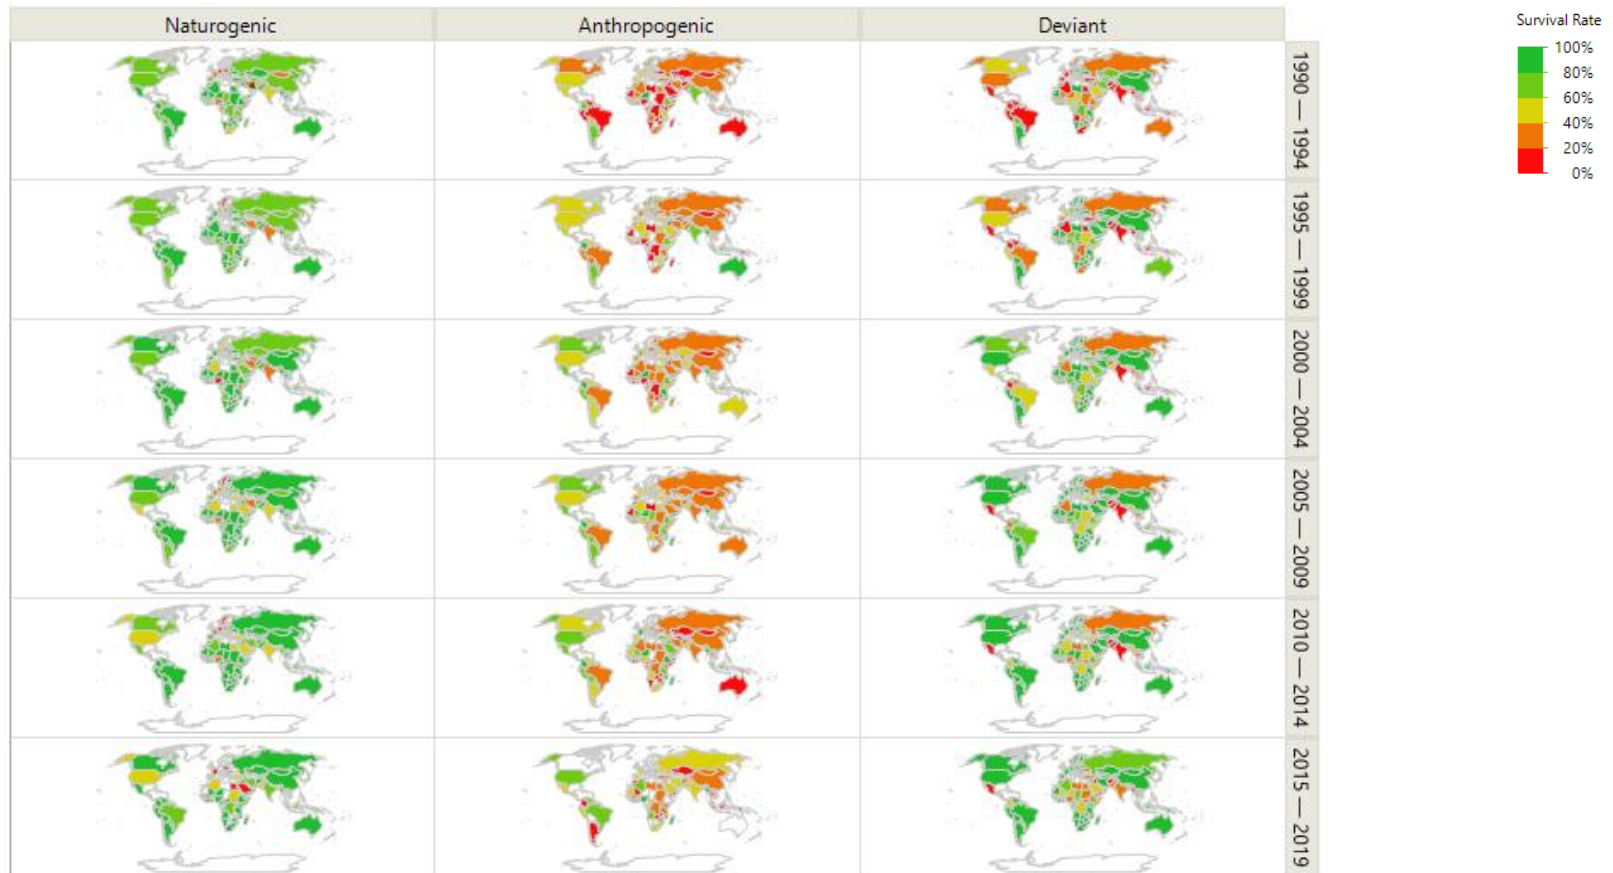 Naturogenic
Anthropogenic
Deviant
Survival Rate
100%
80%
60%
40%
20%
0%
1990 — 1994
1995 — 1999
2000 — 2004
2005 — 2009
2010 — 2014
2015 — 2019